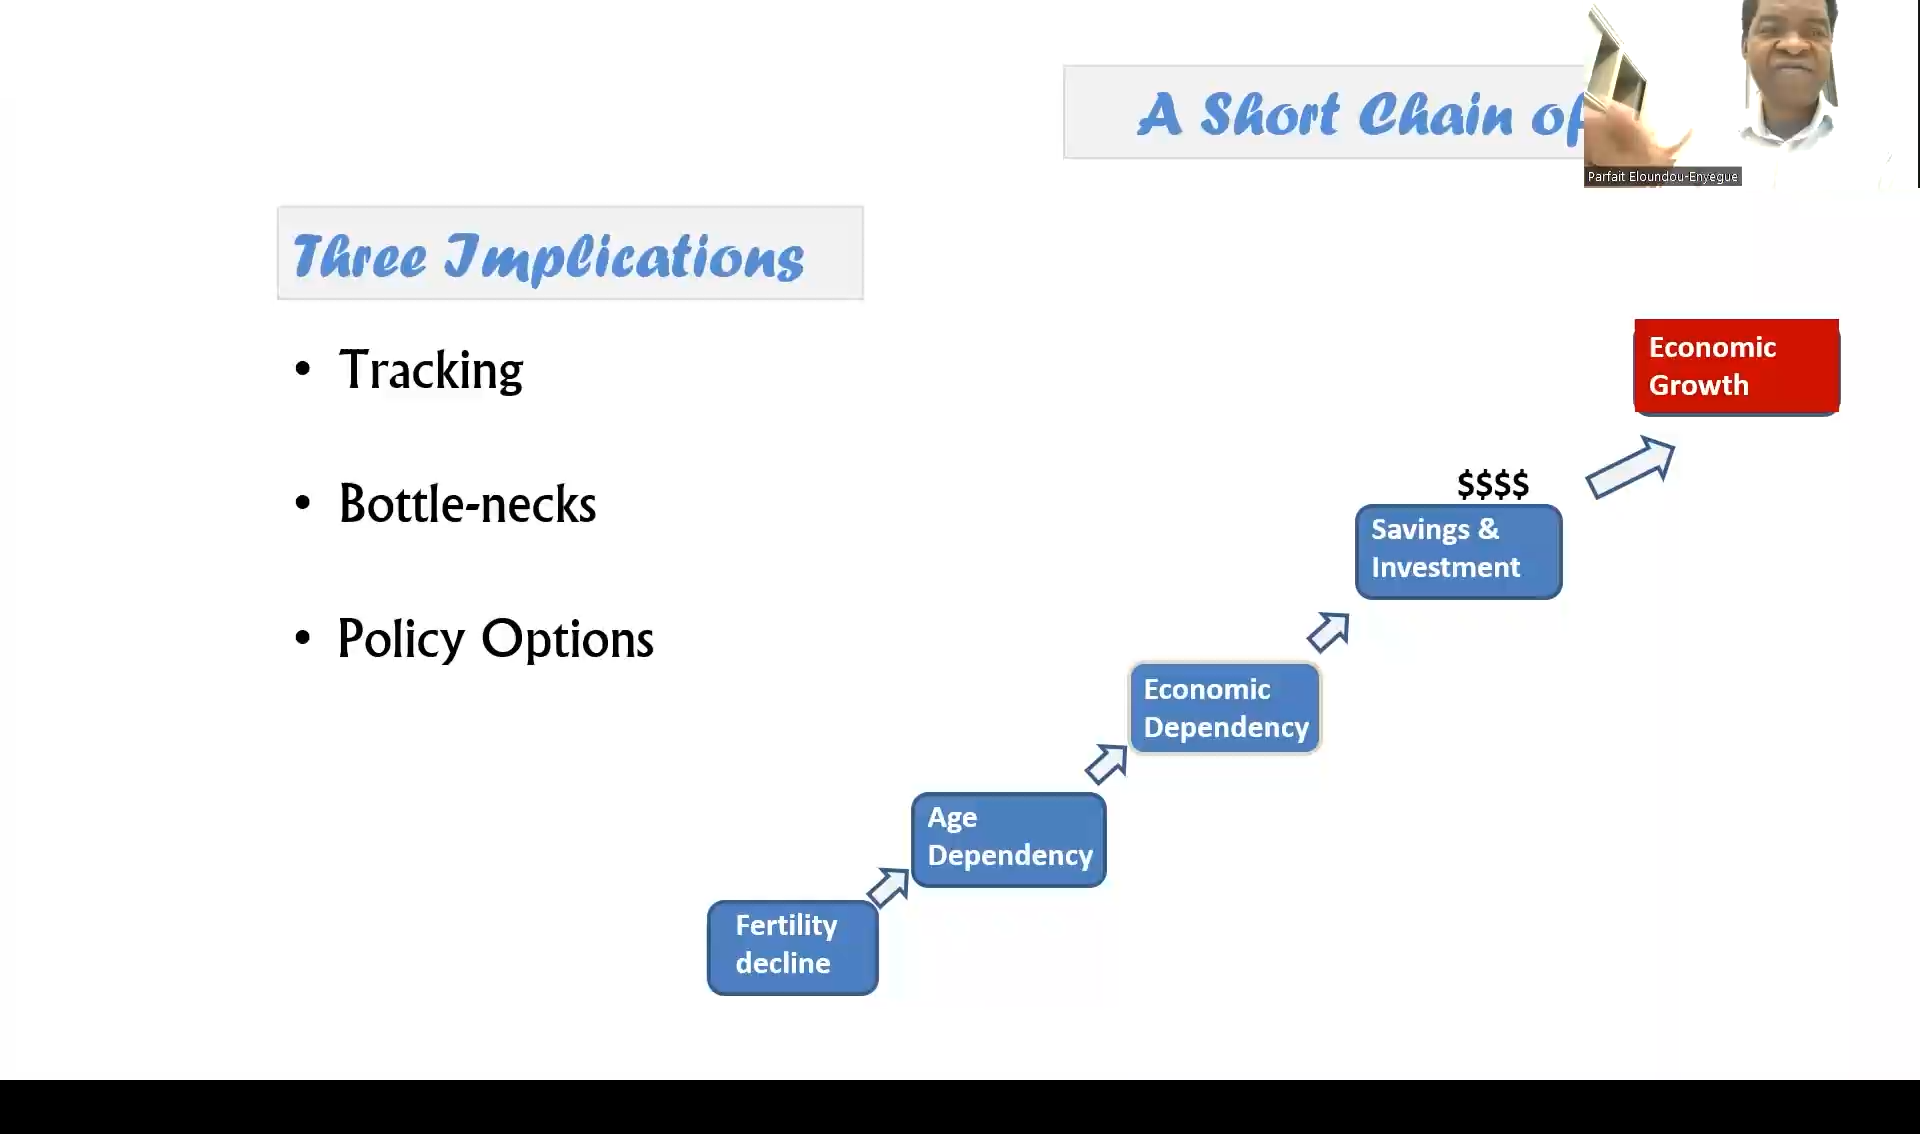 A Short Chain of
Parfait Eloundou-Enyegue
Three Implications
• Tracking
• Bottle-necks
• Policy Options
Economic
Growth
$$$$
Savings &
Investment
Economic
Dependency
Age
Dependency
Fertility
decline